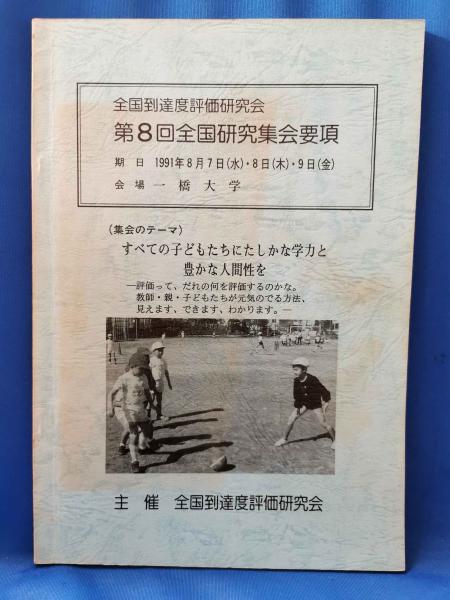 全国到達度評価研究会
第8回全国研究集会要項
期日 1991年8月7日(水)・8日(木)・9日(金)
会場 一橋大学
(集会のテーマ)
すべての子どもたちにたしかな学力と
豊かな人間性を
―評価って、だれの何を評価するのかな。
教師・親・子どもたちが元気のでる方法、
見えます、できます、わかります。―
主催 全国到達度評価研究会